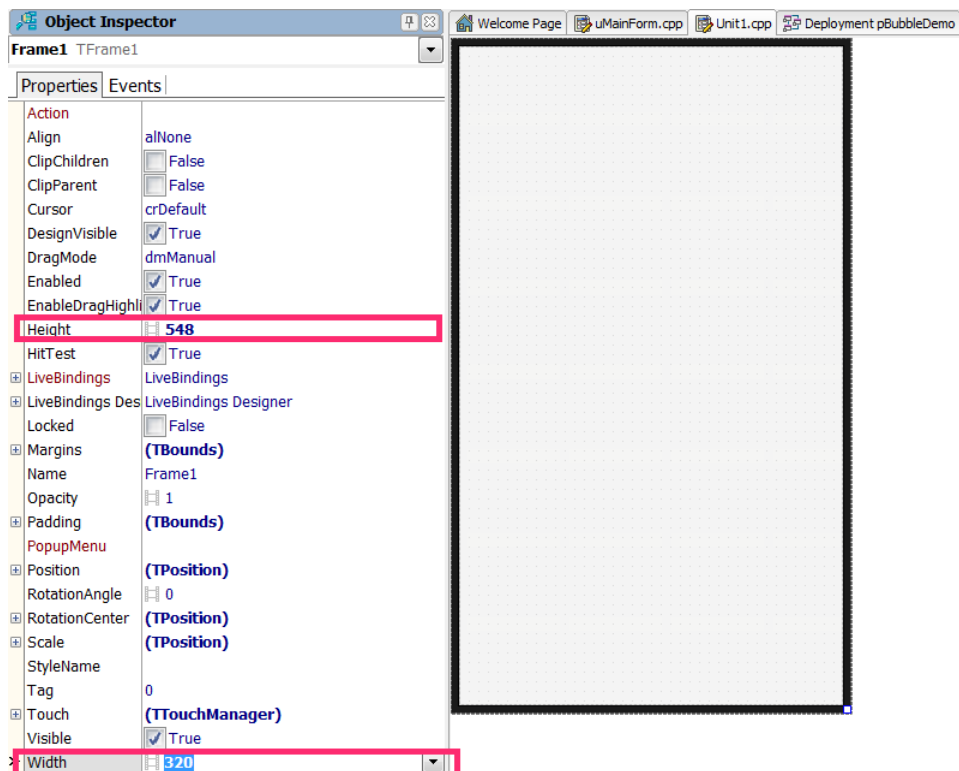 Object Inspector
Welcome Page uMainForm.cpp Unit1.cpp Deployment pBubbleDemo
Frame1 TFrame1
Properties Events
Action
Align alNone
ClipChildren False
ClipParent False
Cursor crDefault
DesignVisible True
DragMode dmManual
Enabled True
EnableDragHighli True
Height 548
HitTest True
LiveBindings LiveBindings
LiveBindings Des LiveBindings Designer
Locked False
Margins (TBounds)
Name Frame1
Opacity 1
Padding (TBounds)
PopupMenu
Position (TPosition)
RotationAngle 0
RotationCenter (TPosition)
Scale (TPosition)
StyleName
Tag 0
Touch (TTouchManager)
Visible True
Width 320